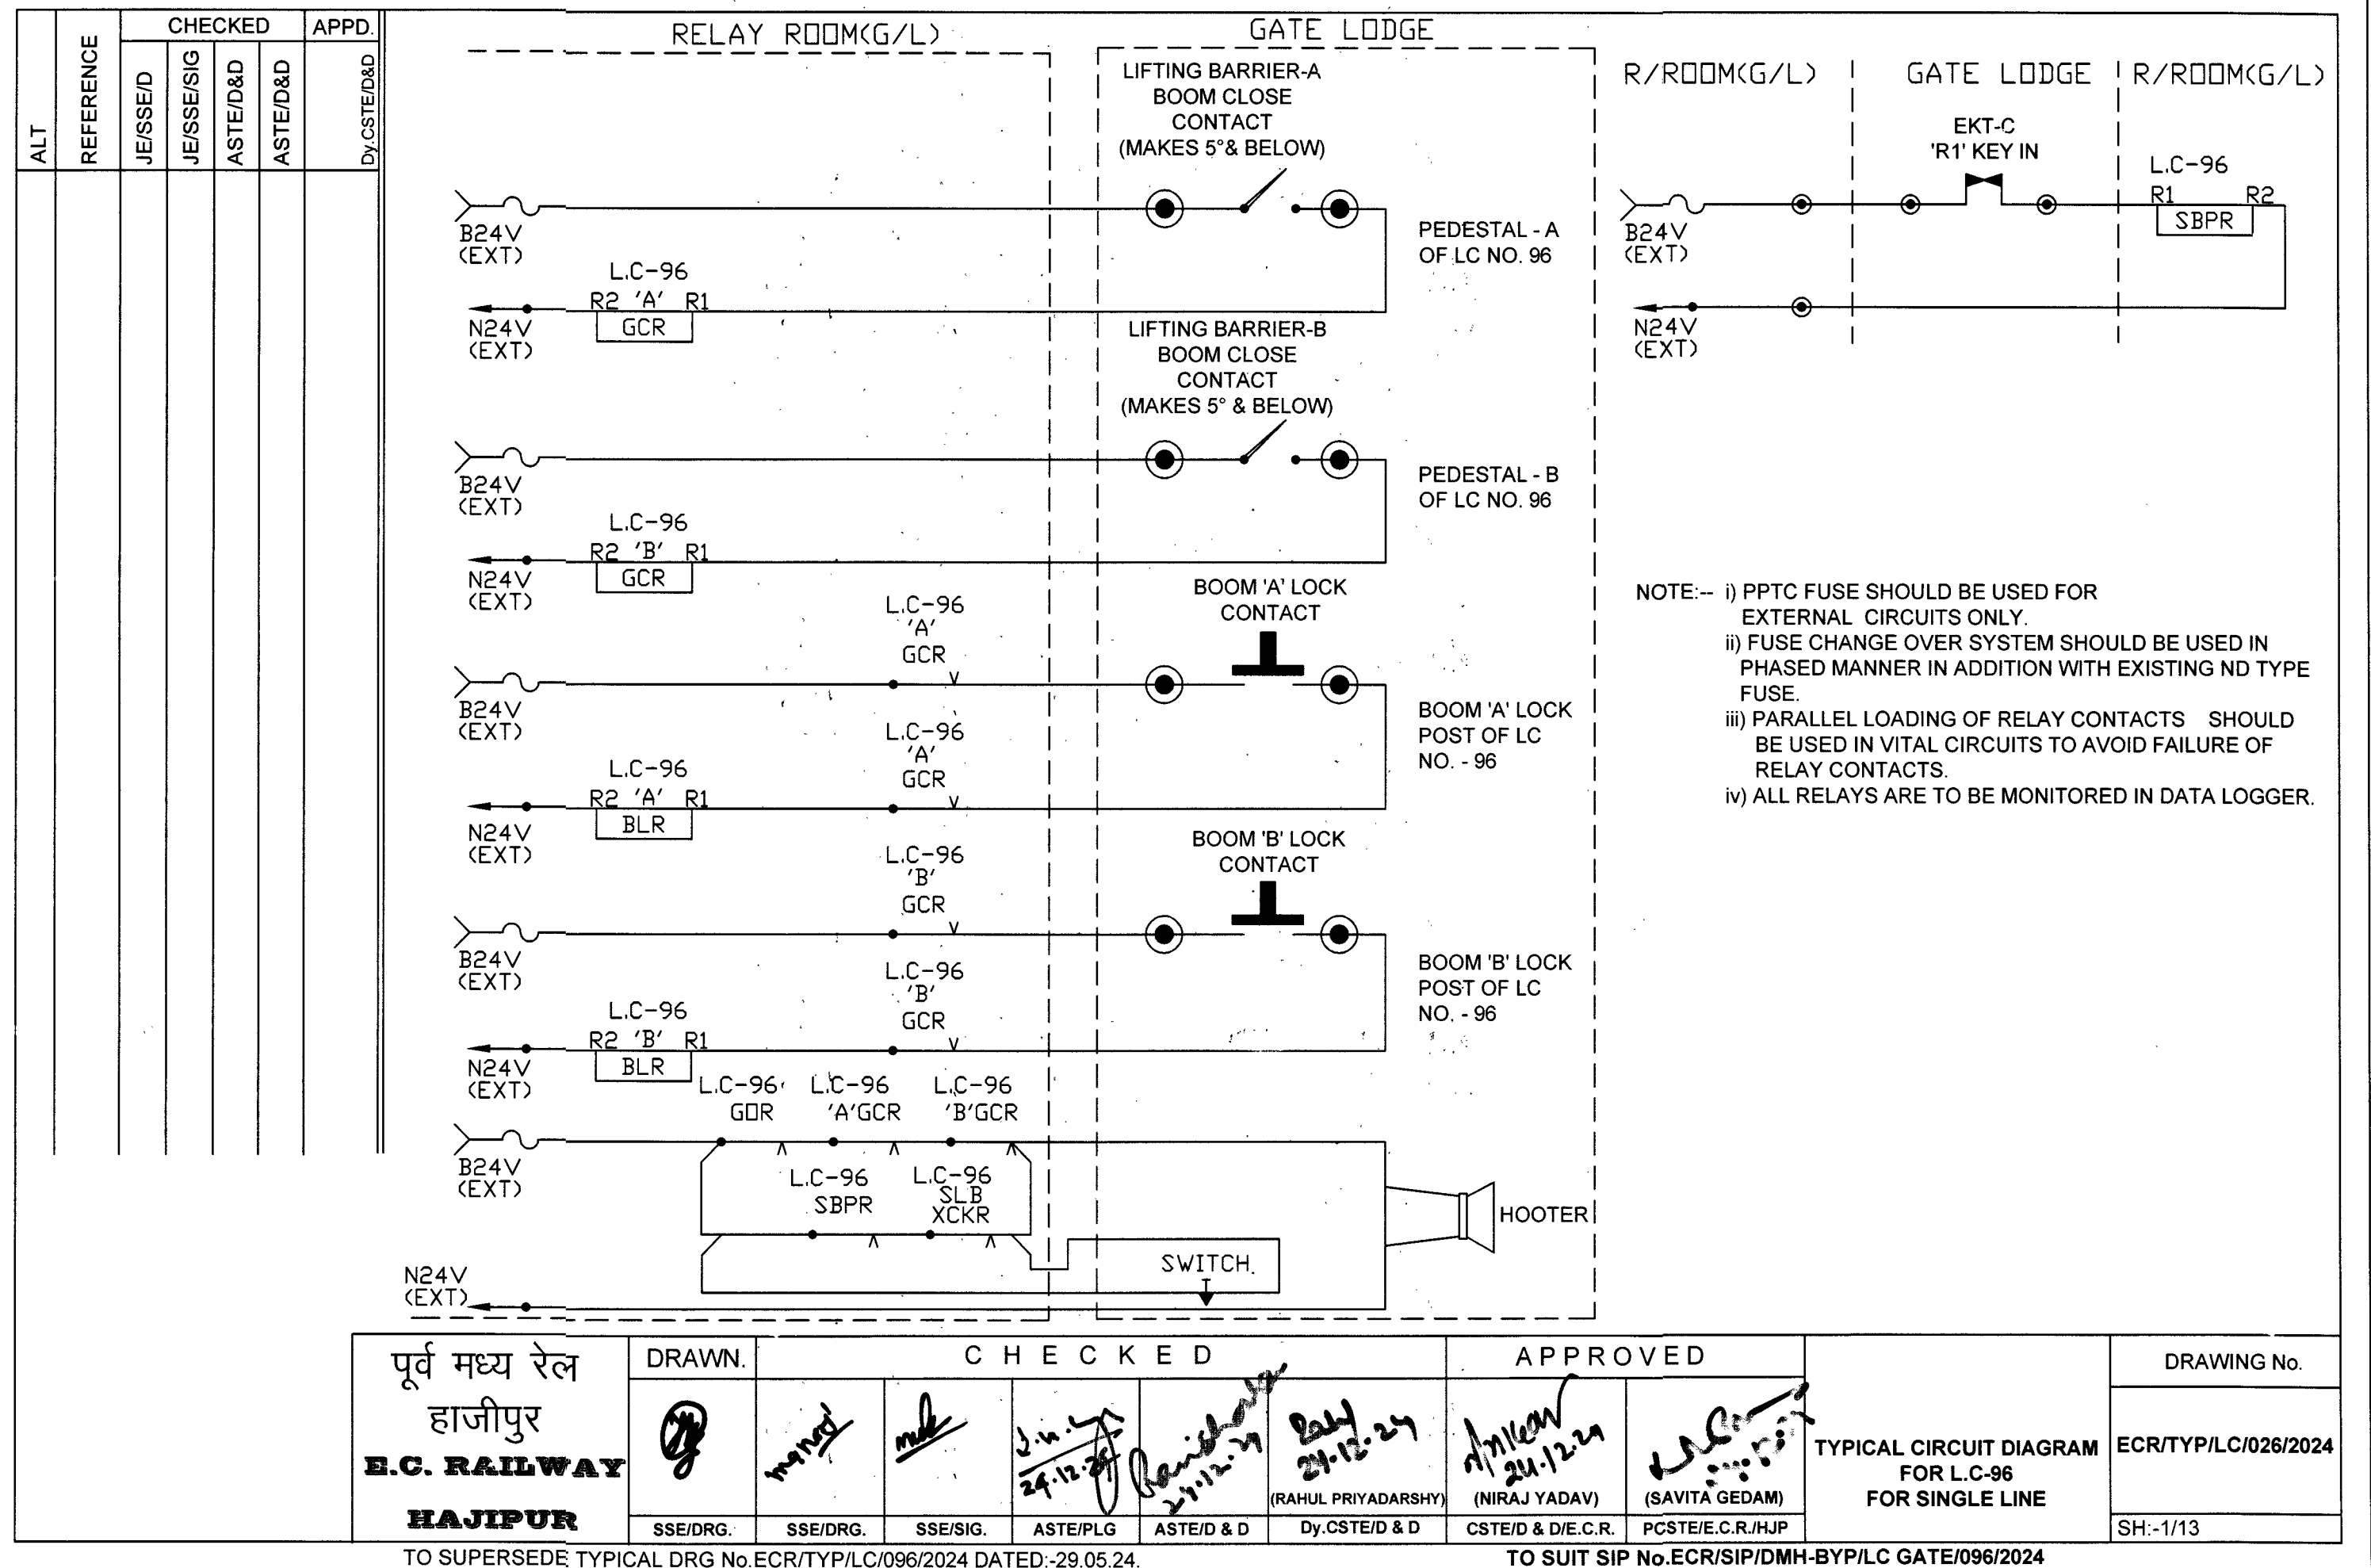 ALT
REFERENCE
CHECKED
APPD.
JE/SSE/D
JE/SSE/SIG
ASTE/D&D
ASTE/D&D
Dy.CSTE/D&D
RELAY ROOM(G/L)
GATE LODGE
LIFTING BARRIER-A
BOOM CLOSE
CONTACT
(MAKES 5°& BELOW)
B24V
(EXT)
PEDESTAL - A
OF LC NO. 96
L.C-96
R2 'A' R1
GCR
N24V
(EXT)
LIFTING BARRIER-B
BOOM CLOSE
CONTACT
(MAKES 5° & BELOW)
B24V
(EXT)
PEDESTAL - B
OF LC NO. 96
L.C-96
R2 'B' R1
GCR
N24V
(EXT)
BOOM 'A' LOCK
CONTACT
L.C-96
'A'
GCR
B24V
(EXT)
L.C-96
'A'
GCR
BOOM 'A' LOCK
POST OF LC
NO. - 96
L.C-96
R2 'A' R1
BLR
N24V
(EXT)
BOOM 'B' LOCK
CONTACT
L.C-96
'B'
GCR
B24V
(EXT)
L.C-96
'B'
GCR
BOOM 'B' LOCK
POST OF LC
NO. - 96
L.C-96
R2 'B' R1
BLR
N24V
(EXT)
L.C-96 L.C-96 L.C-96
GOR 'A'GCR 'B'GCR
B24V
(EXT)
L.C-96
SBPR
L.C-96
SLB
XCKR
HOOTER
SWITCH.
N24V
(EXT)
R/ROOM(G/L) GATE LODGE R/ROOM(G/L)
EKT-C
'R1' KEY IN
L.C-96
R1 R2
SBPR
B24V
(EXT)
N24V
(EXT)
NOTE:-- i) PPTC FUSE SHOULD BE USED FOR
EXTERNAL CIRCUITS ONLY.
ii) FUSE CHANGE OVER SYSTEM SHOULD BE USED IN
PHASED MANNER IN ADDITION WITH EXISTING ND TYPE
FUSE.
iii) PARALLEL LOADING OF RELAY CONTACTS SHOULD
BE USED IN VITAL CIRCUITS TO AVOID FAILURE OF
RELAY CONTACTS.
iv) ALL RELAYS ARE TO BE MONITORED IN DATA LOGGER.
पूर्व मध्य रेल
हाजीपुर
E.C. RAILWAY
HAJIPUR
DRAWN.
CHECKED
APPROVED
24.12.24
24.12.24
24.12.24
(RAHUL PRIYADARSHY)
(NIRAJ YADAV)
(SAVITA GEDAM)
SSE/DRG.
SSE/DRG.
SSE/SIG.
ASTE/PLG
ASTE/D & D
Dy.CSTE/D & D
CSTE/D & D/E.C.R.
PCSTE/E.C.R./HJP
TYPICAL CIRCUIT DIAGRAM
FOR L.C-96
FOR SINGLE LINE
DRAWING No.
ECR/TYP/LC/026/2024
SH:-1/13
TO SUPERSEDE TYPICAL DRG No.ECR/TYP/LC/096/2024 DATED:-29.05.24.
TO SUIT SIP No.ECR/SIP/DMH-BYP/LC GATE/096/2024